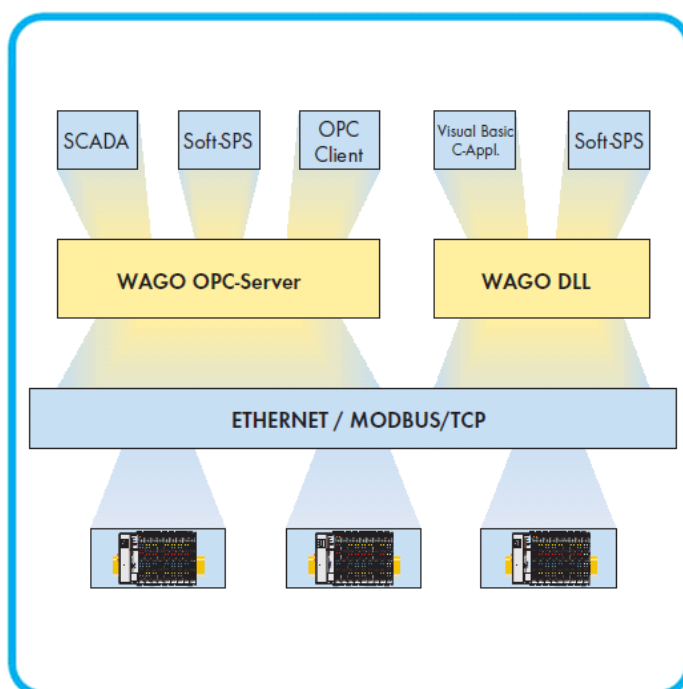 SCADA
Soft-SPS
OPC
Client
Visual Basic
C-Appl.
Soft-SPS
WAGO OPC-Server
WAGO DLL
ETHERNET / MODBUS/TCP